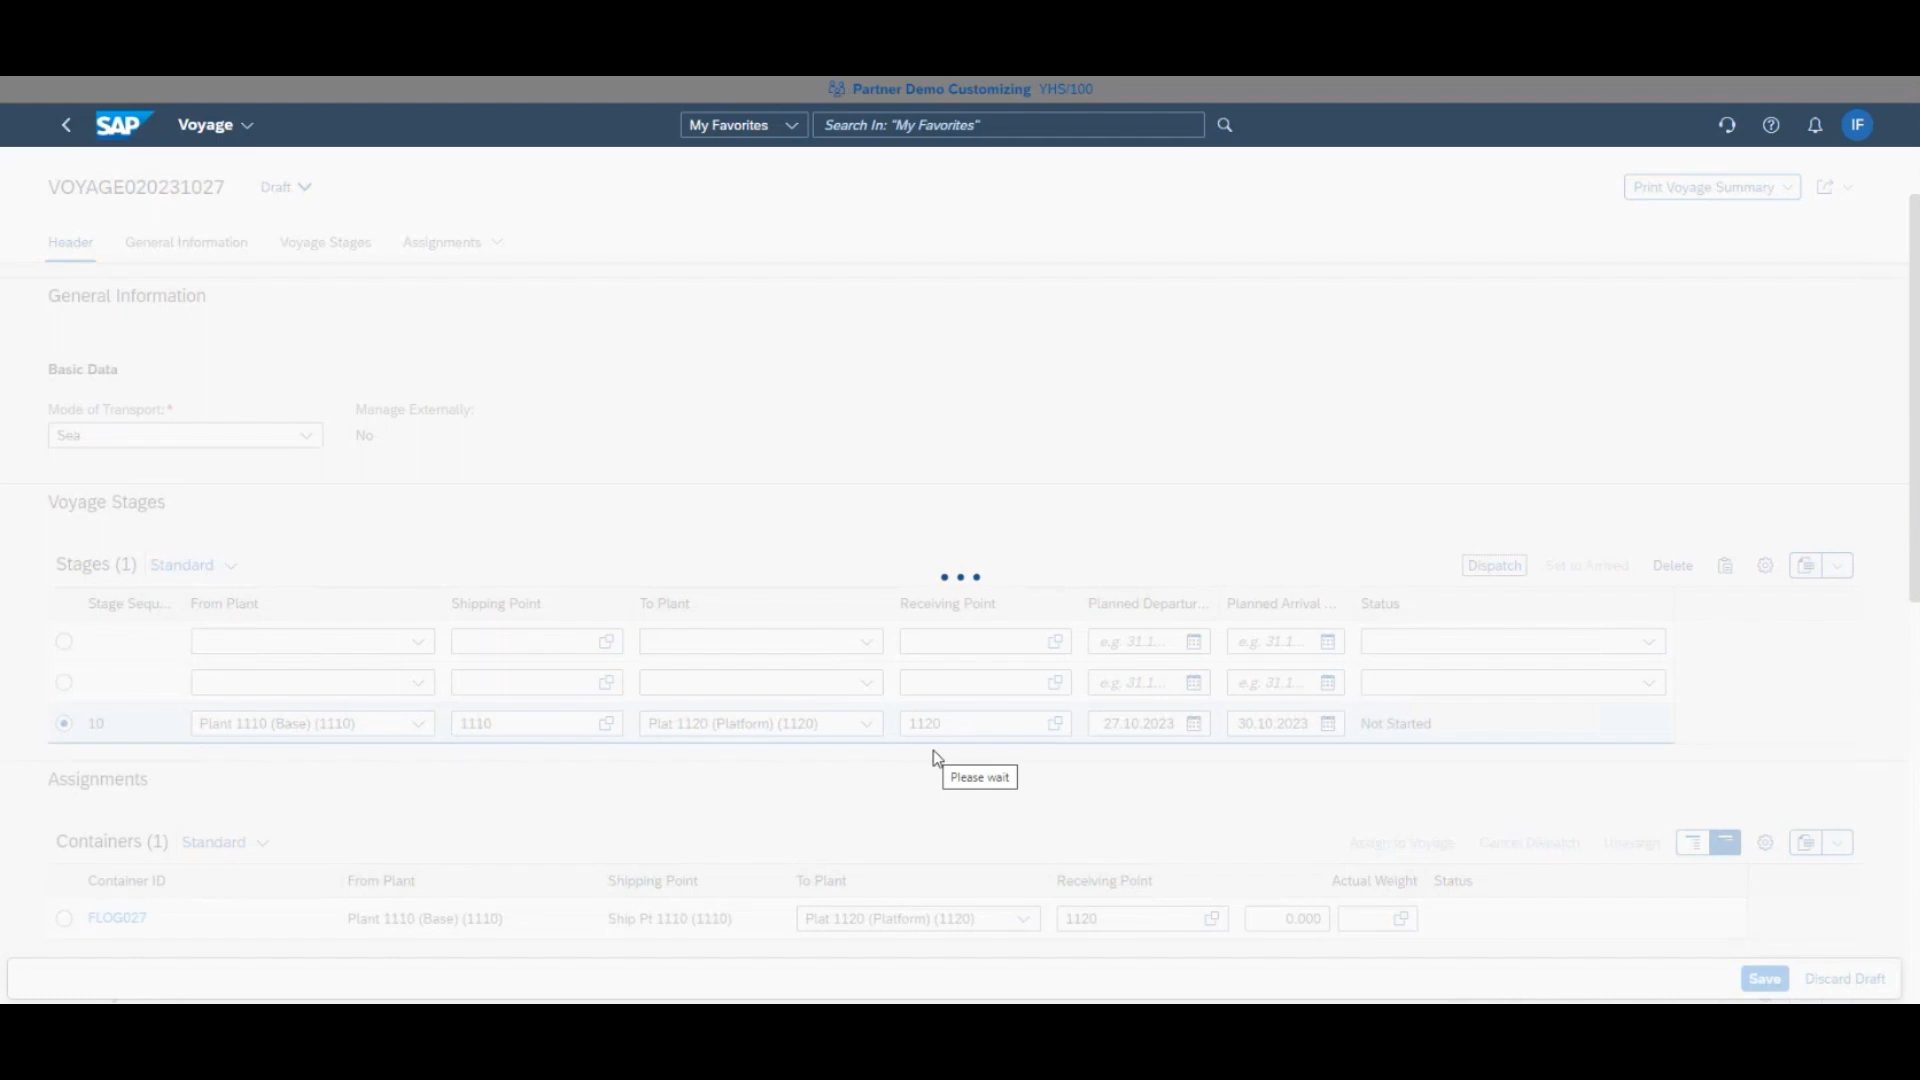 Partner Demo Customizing YHS/100
SAP Voyage My Favorites Search In: "My Favorites" IF
VOYAGE020231027 Draft Print Voyage Summary
Header General Information Voyage Stages Assignments
General Information
Basic Data
Mode of Transport:* Manage Externally:
Sea No
Voyage Stages
Stages (1) Standard Dispatch Set to Arrived Delete
Stage Sequ... From Plant Shipping Point To Plant Receiving Point Planned Departur... Planned Arrival ... Status
e.g. 31.1... e.g. 31.1...
e.g. 31.1... e.g. 31.1...
10 Plant 1110 (Base) (1110) 1110 Plat 1120 (Platform) (1120) 1120 27.10.2023 30.10.2023 Not Started
Please wait
Assignments
Containers (1) Standard Assign to Voyage Cancel Dispatch Unassign
Container ID From Plant Shipping Point To Plant Receiving Point Actual Weight Status
FLOG027 Plant 1110 (Base) (1110) Ship Pt 1110 (1110) Plat 1120 (Platform) (1120) 1120 0.000
Save Discard Draft